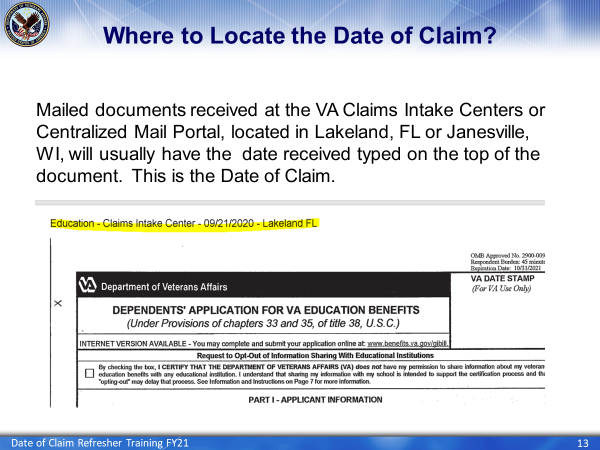 Where to Locate the Date of Claim?
Mailed documents received at the VA Claims Intake Centers or
Centralized Mail Portal, located in Lakeland, FL or Janesville,
WI, will usually have the date received typed on the top of the
document. This is the Date of Claim.
Education - Claims Intake Center - 09/21/2020 - Lakeland FL
OMB Approved No. 2900-009
Respondent Burden: 45 minute
Expiration Date: 10/31/2021
VA Department of Veterans Affairs
VA DATE STAMP
(For VA Use Only)
X
DEPENDENTS' APPLICATION FOR VA EDUCATION BENEFITS
(Under Provisions of chapters 33 and 35, of title 38, U.S.C.)
INTERNET VERSION AVAILABLE - You may complete and submit your application online at: www.benefits.va.gov/gibill.
Request to Opt-Out of Information Sharing With Educational Institutions
By checking the box, I CERTIFY THAT THE DEPARTMENT OF VETERANS AFFAIRS (VA) does not have my permission to share information about my veteran
education benefits with any educational institution. I understand that sharing my information with my school is intended to support the certification process and th
"opting-out" may delay that process. See Information and Instructions on Page 7 for more information.
PART I - APPLICANT INFORMATION
Date of Claim Refresher Training FY21
13